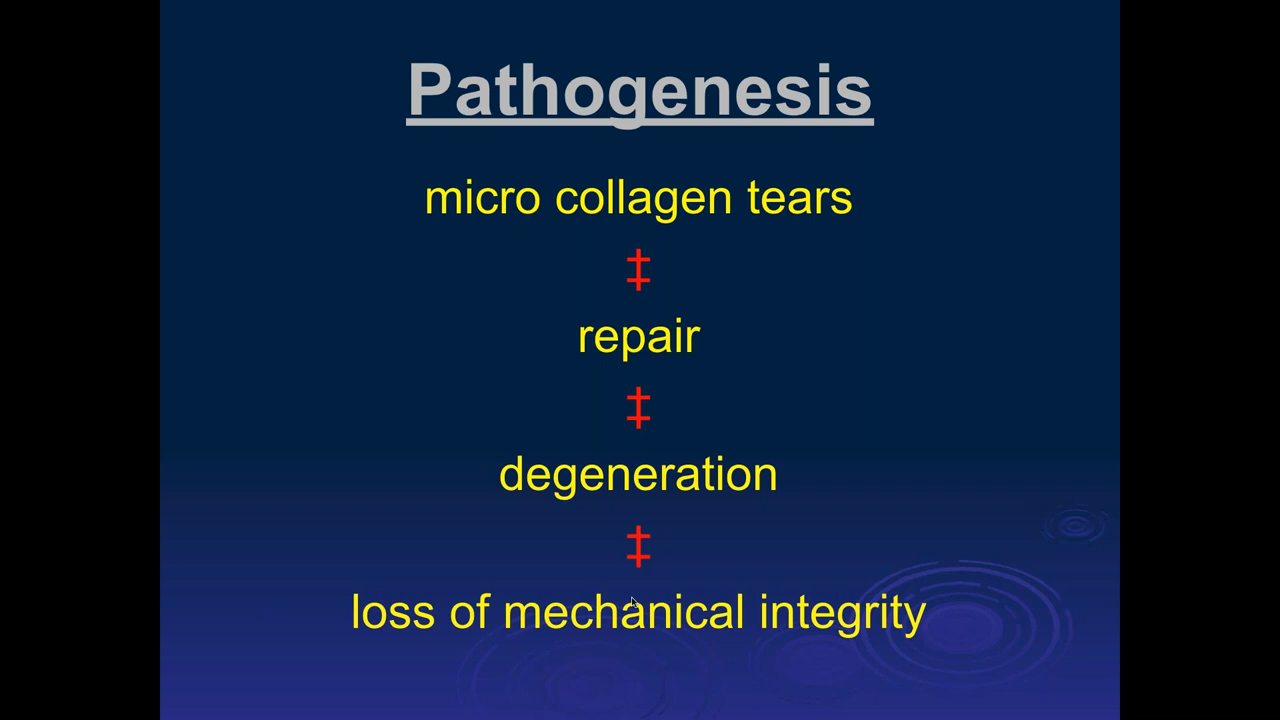 Pathogenesis
micro collagen tears
‡
repair
‡
degeneration
‡
loss of mechanical integrity